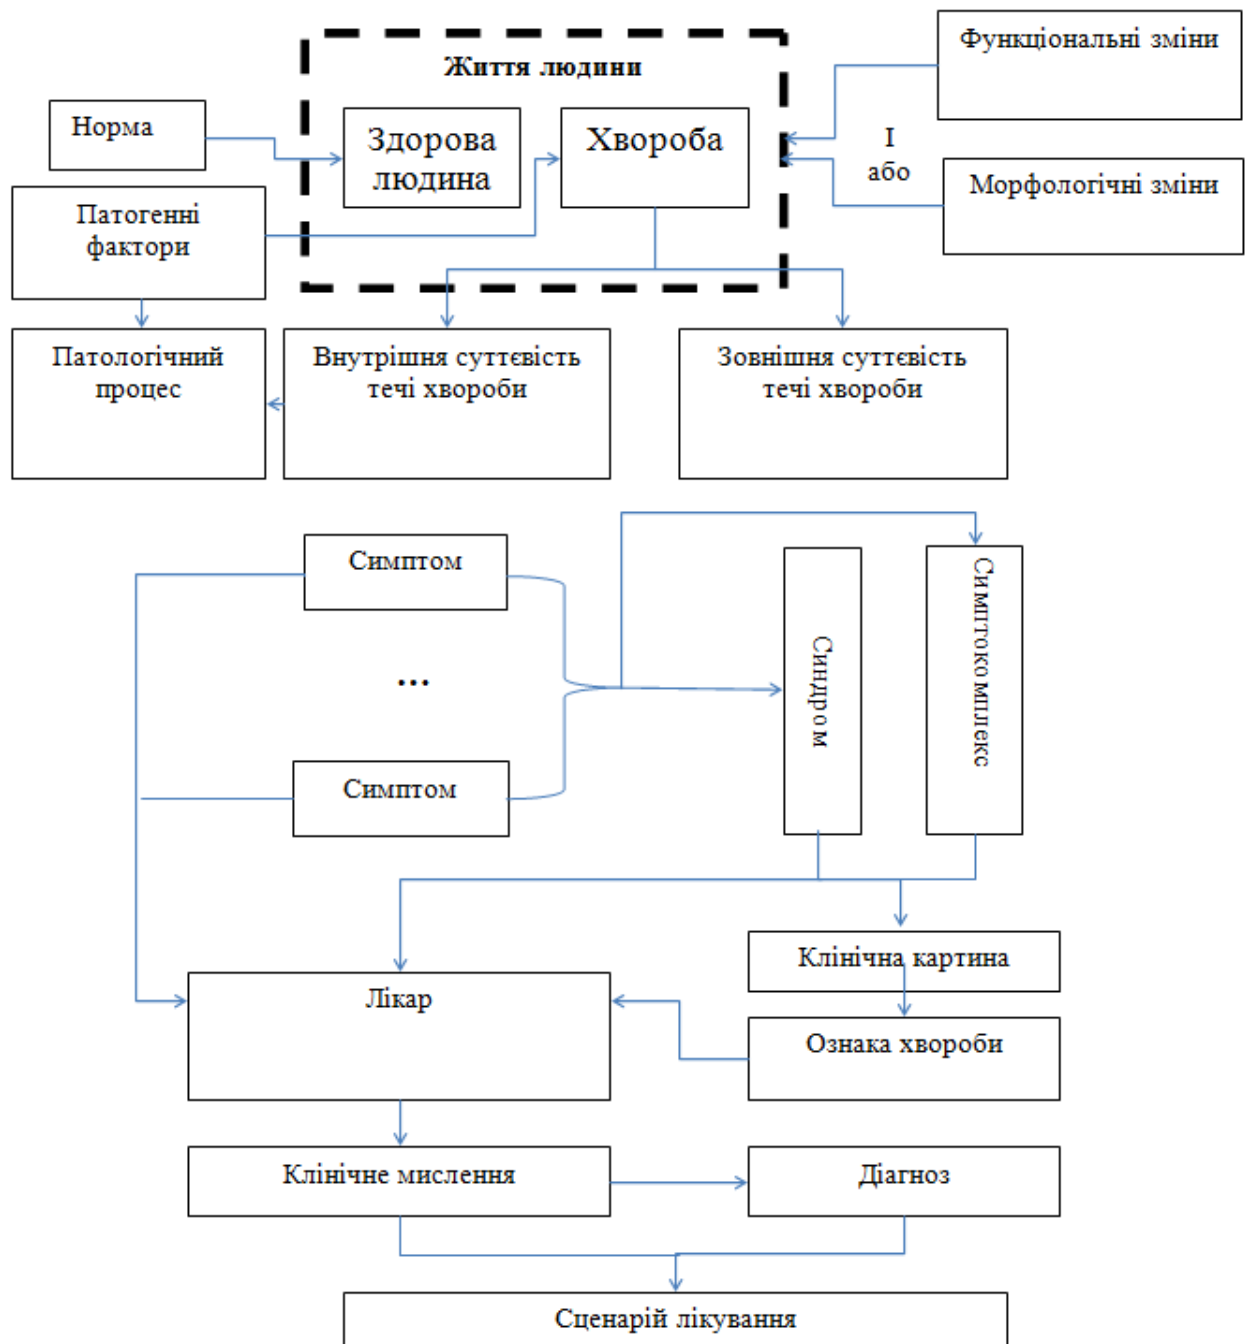 Життя людини
Функціональні зміни
Норма
Здорова
людина
Хвороба
І
або
Морфологічні зміни
Патогенні
фактори
Патологічний
процес
Внутрішня суттєвість
течі хвороби
Зовнішня суттєвість
течі хвороби
Симптом
...
Симптом
Синдром
Симптокомплекс
Клінічна картина
Лікар
Ознака хвороби
Клінічне мислення
Діагноз
Сценарій лікування